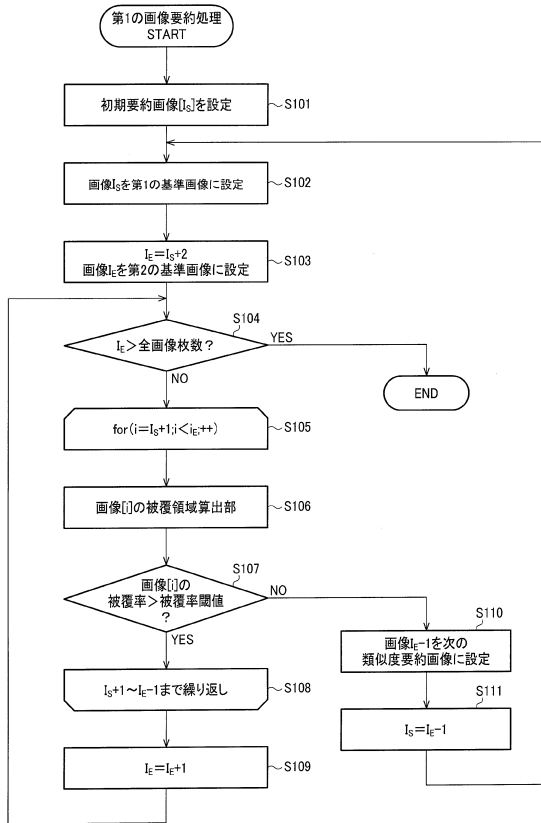 第1の画像要約処理
START
初期要約画像[IS]を設定
S101
画像ISを第1の基準画像に設定
S102
IE=IS+2
画像IEを第2の基準画像に設定
S103
S104
IE>全画像枚数?
YES
NO
END
for(i=IS+1;i<iE;++)
S105
画像[i]の被覆領域算出部
S106
S107
画像[i]の
被覆率>被覆率閾値
?
NO
YES
S110
画像IE-1を次の
類似度要約画像に設定
IS+1~IE-1まで繰り返し
S108
S111
IS=IE-1
IE=IE+1
S109